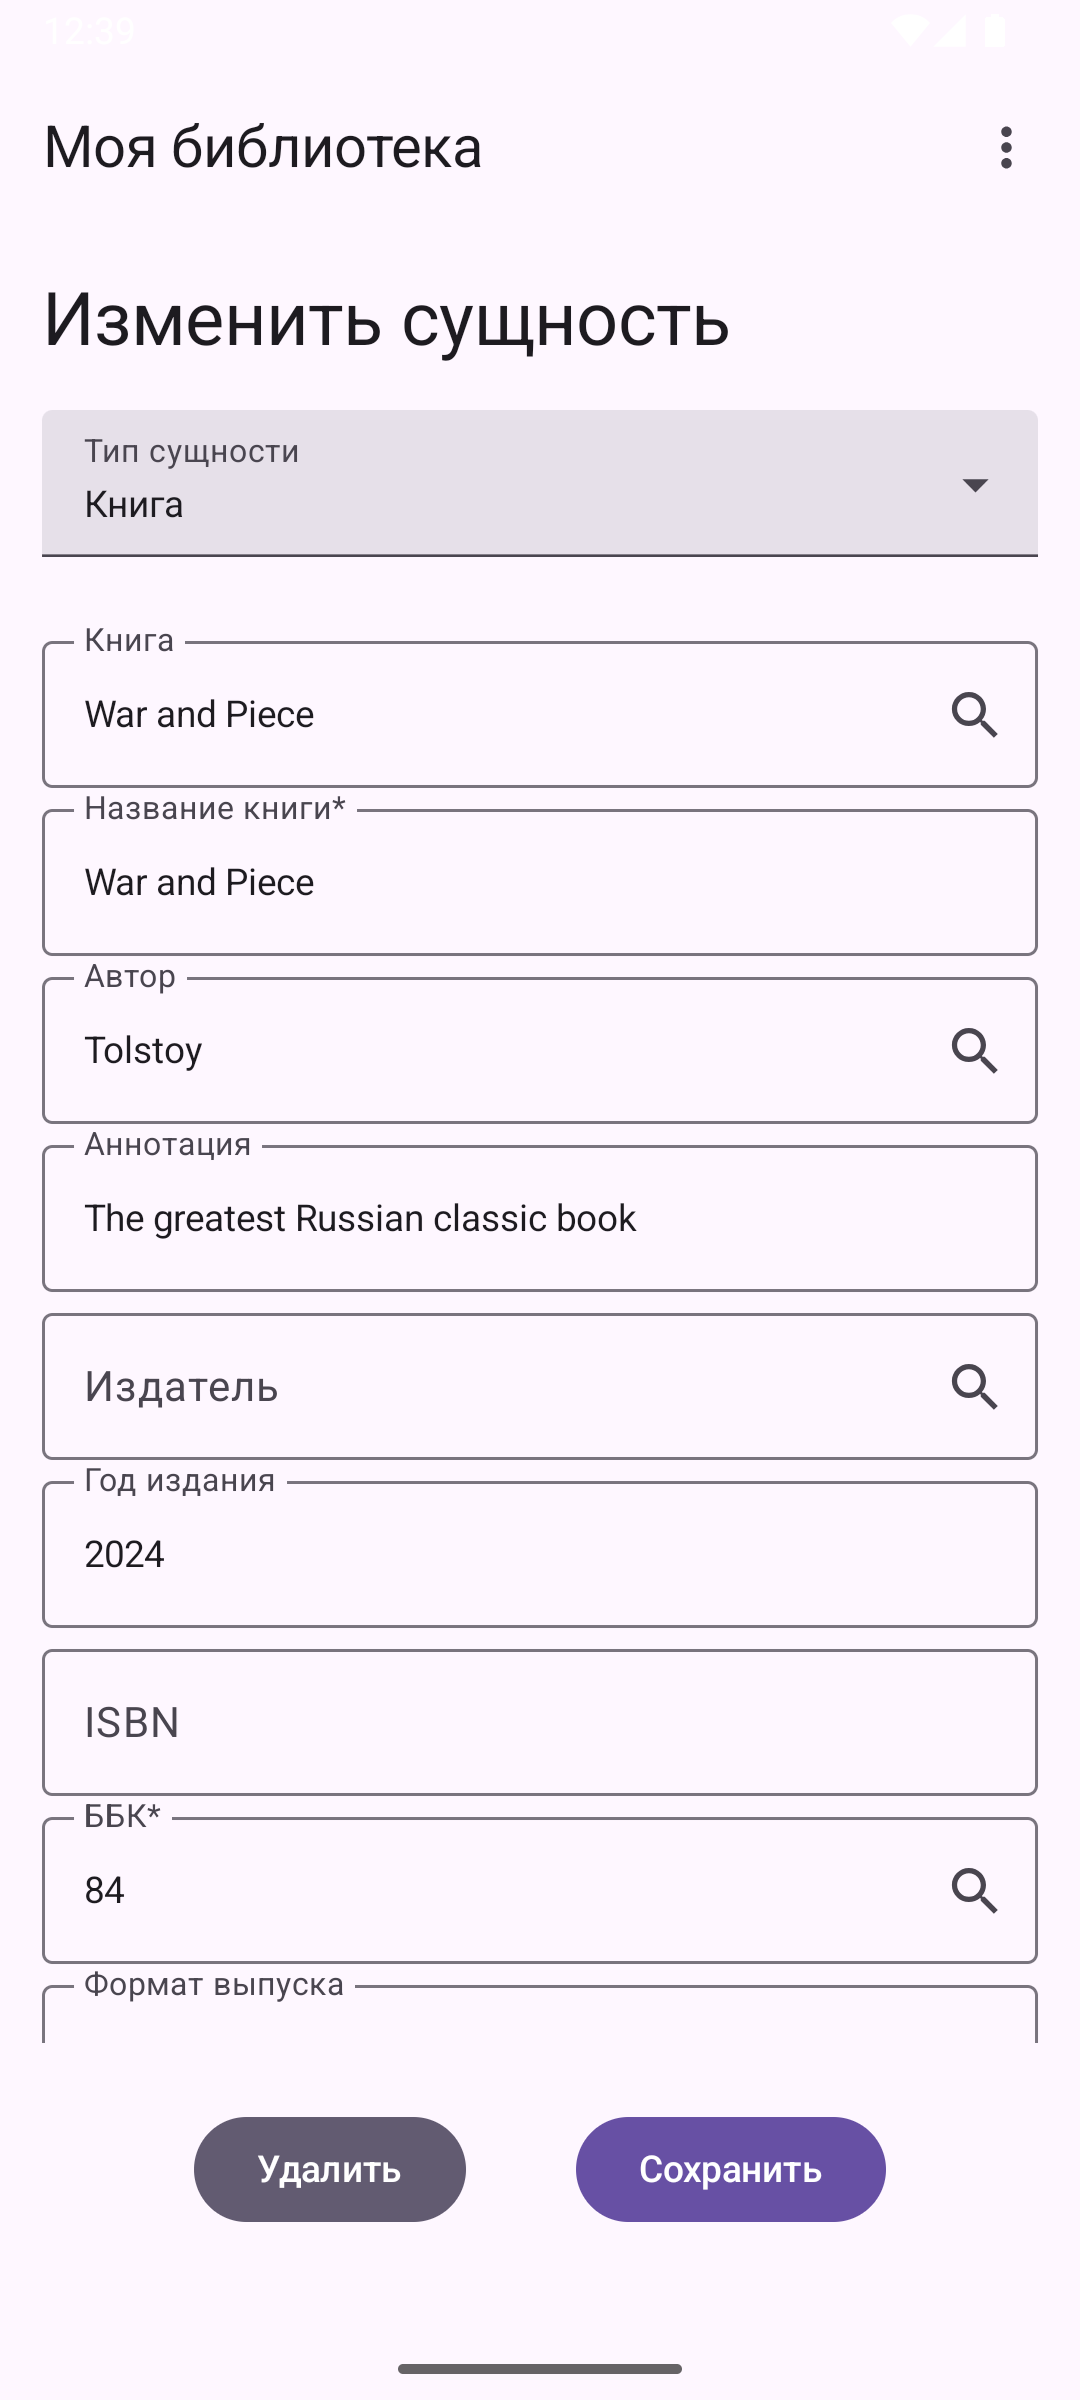 12:39
Моя библиотека
Изменить сущность
Тип сущности
Книга
Книга
War and Piece
Название книги*
War and Piece
Автор
Tolstoy
Аннотация
The greatest Russian classic book
Издатель
Год издания
2024
ISBN
ББК*
84
Формат выпуска
Удалить
Сохранить